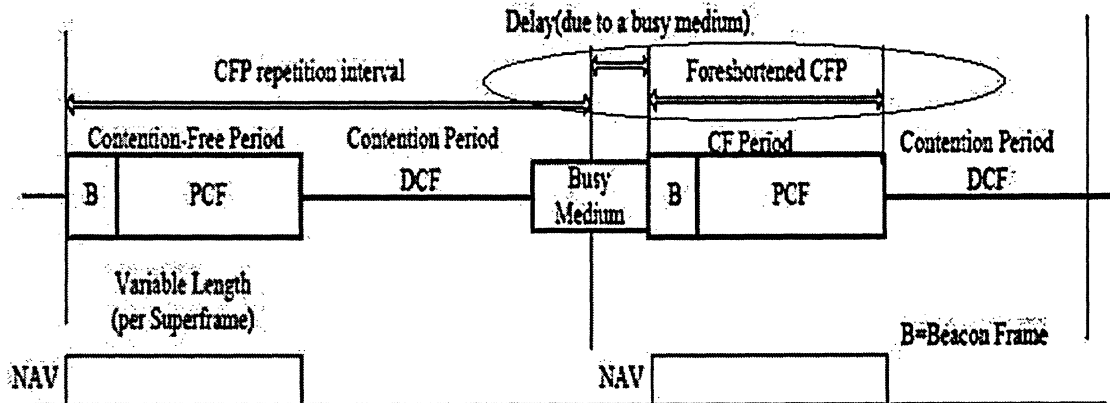 Delay(due to a busy medium)
CFP repetition interval
Foreshortened CFP
Contention-Free Period
Contention Period
CF Period
Contention Period
B
PCF
DCF
Busy
Medium
B
PCF
DCF
Variable Length
(per Superframe)
B=Beacon Frame
NAV
NAV